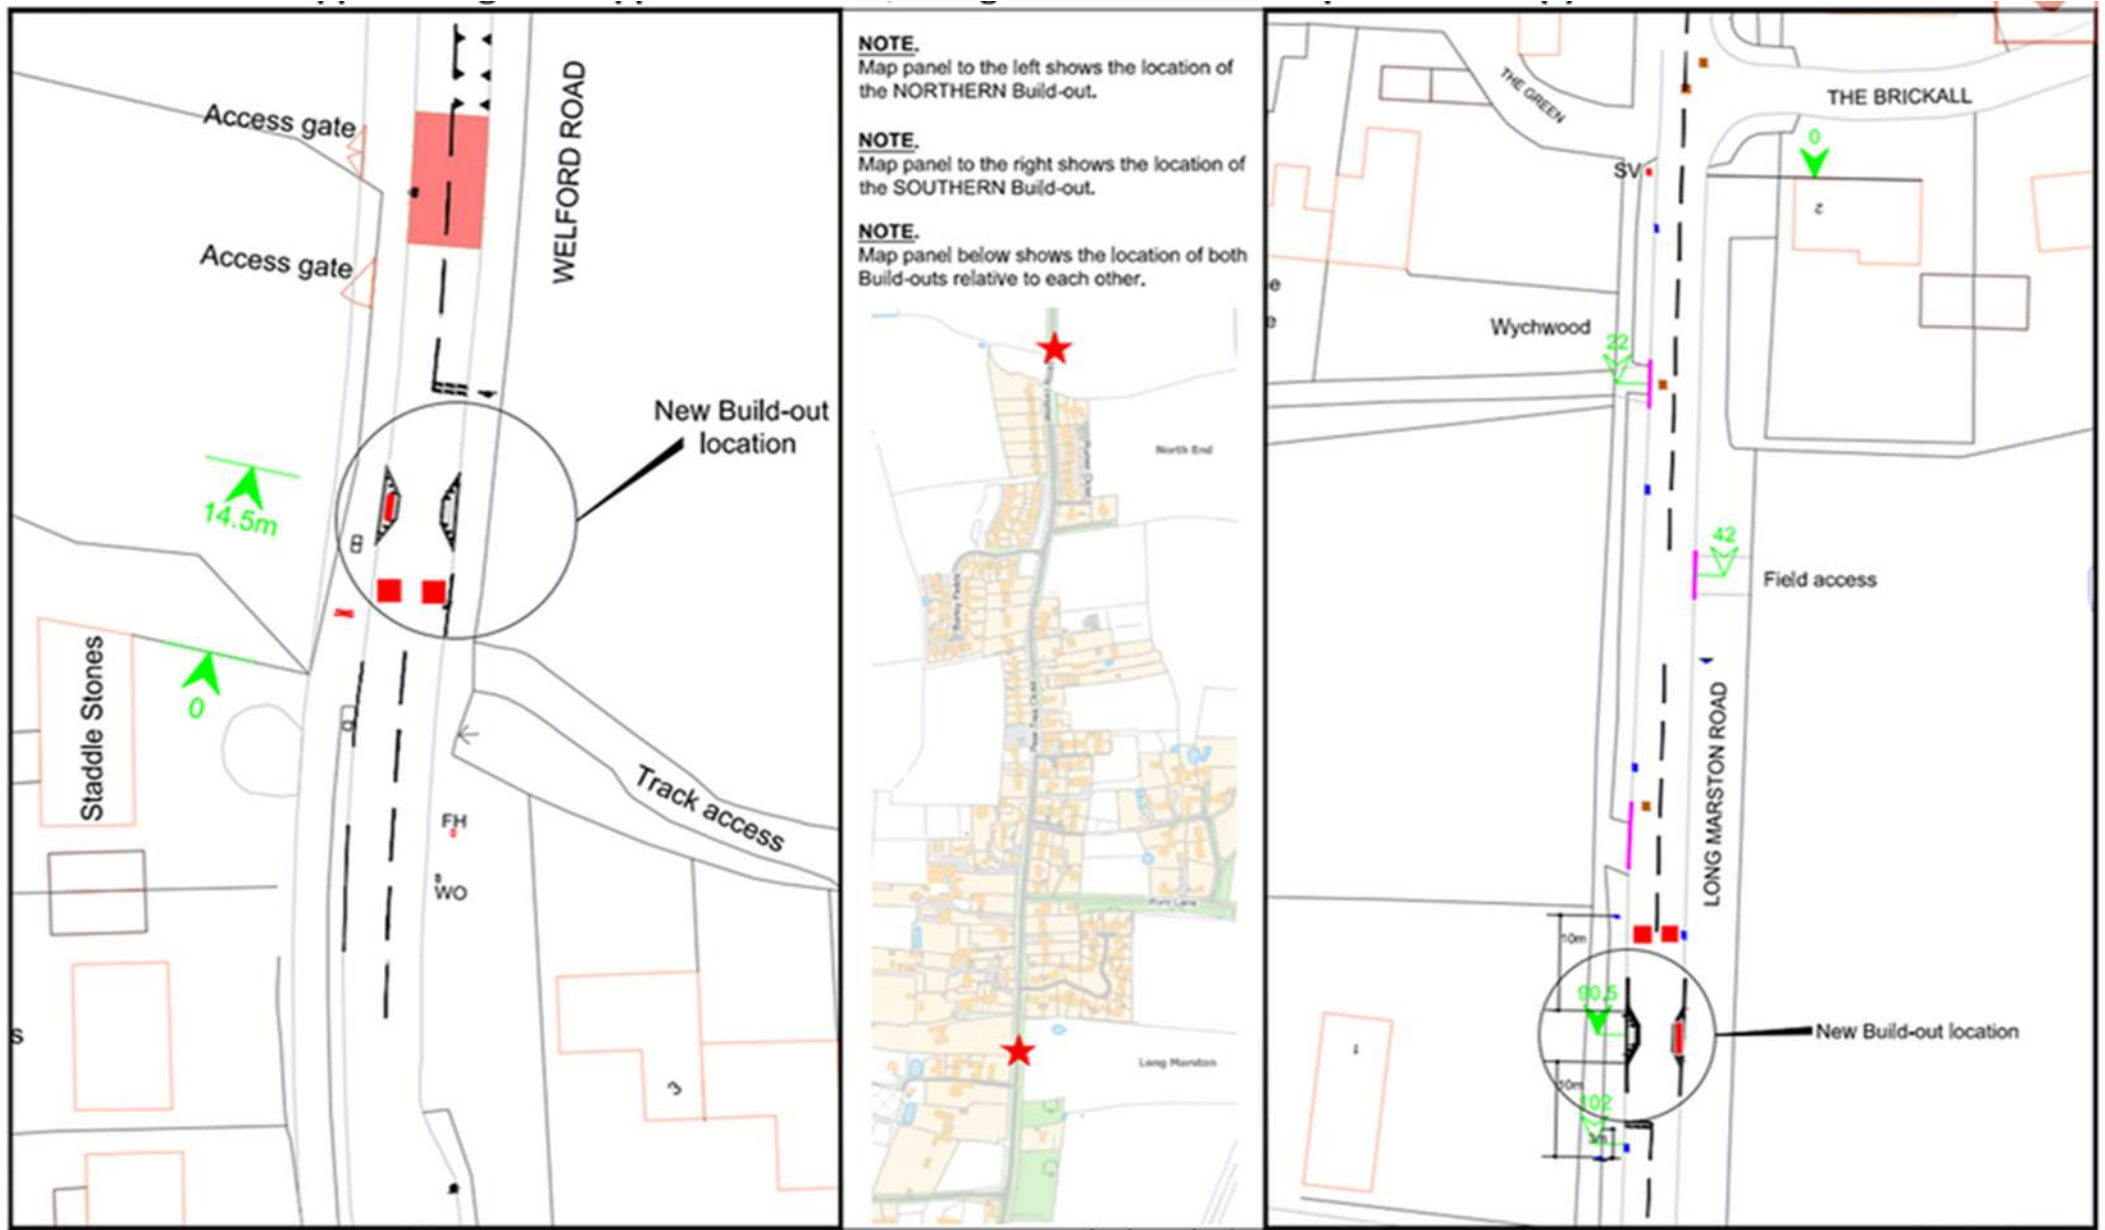 Access gate
Access gate
WELFORD ROAD
New Build-out
location
14.5m
0
Staddle Stones
Track access
FH
WO
3
s
NOTE.
Map panel to the left shows the location of
the NORTHERN Build-out.
NOTE.
Map panel to the right shows the location of
the SOUTHERN Build-out.
NOTE.
Map panel below shows the location of both
Build-outs relative to each other.
North End
Long Marston
THE GREEN
THE BRICKALL
0
SV
2
e
e
Wychwood
22
42
Field access
LONG MARSTON ROAD
10m
90.5
New Build-out location
1
10m
102
3m